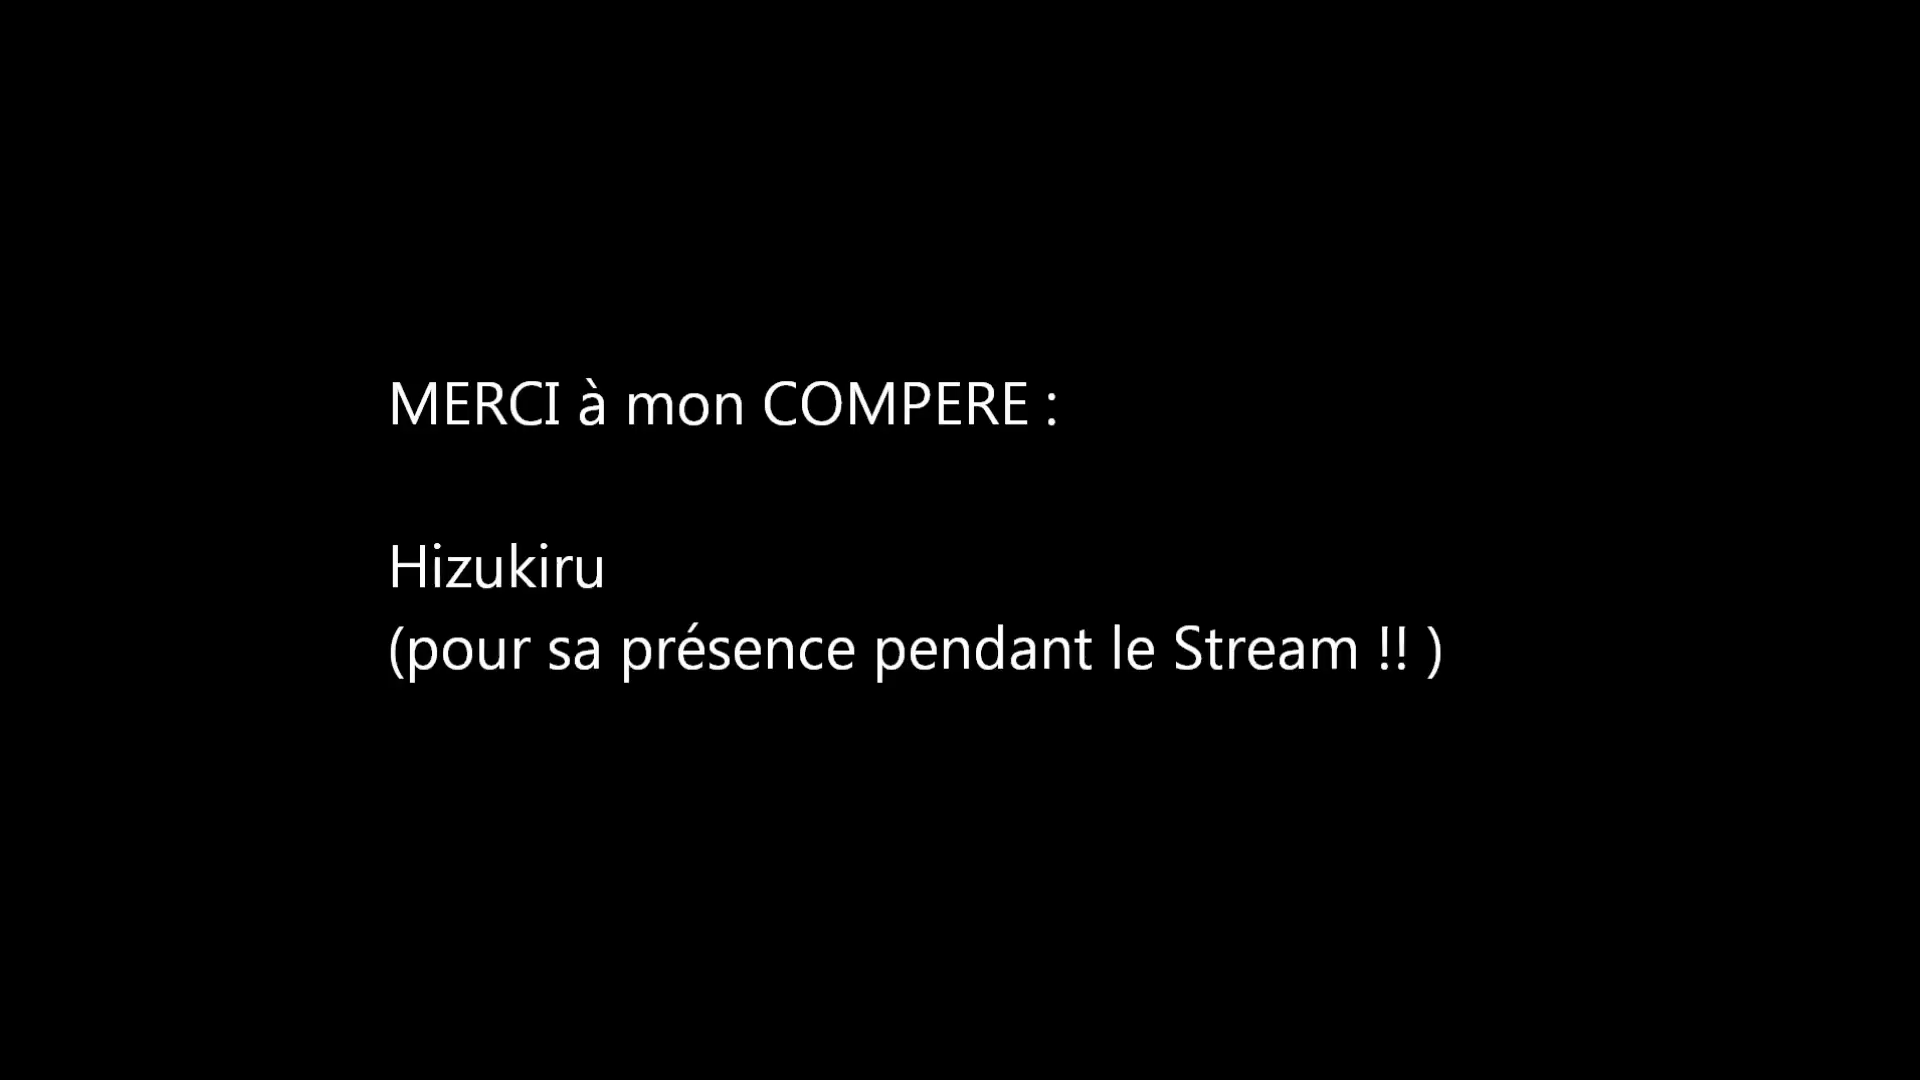 MERCI à mon COMPERE :
Hizukiru
(pour sa présence pendant le Stream !! )